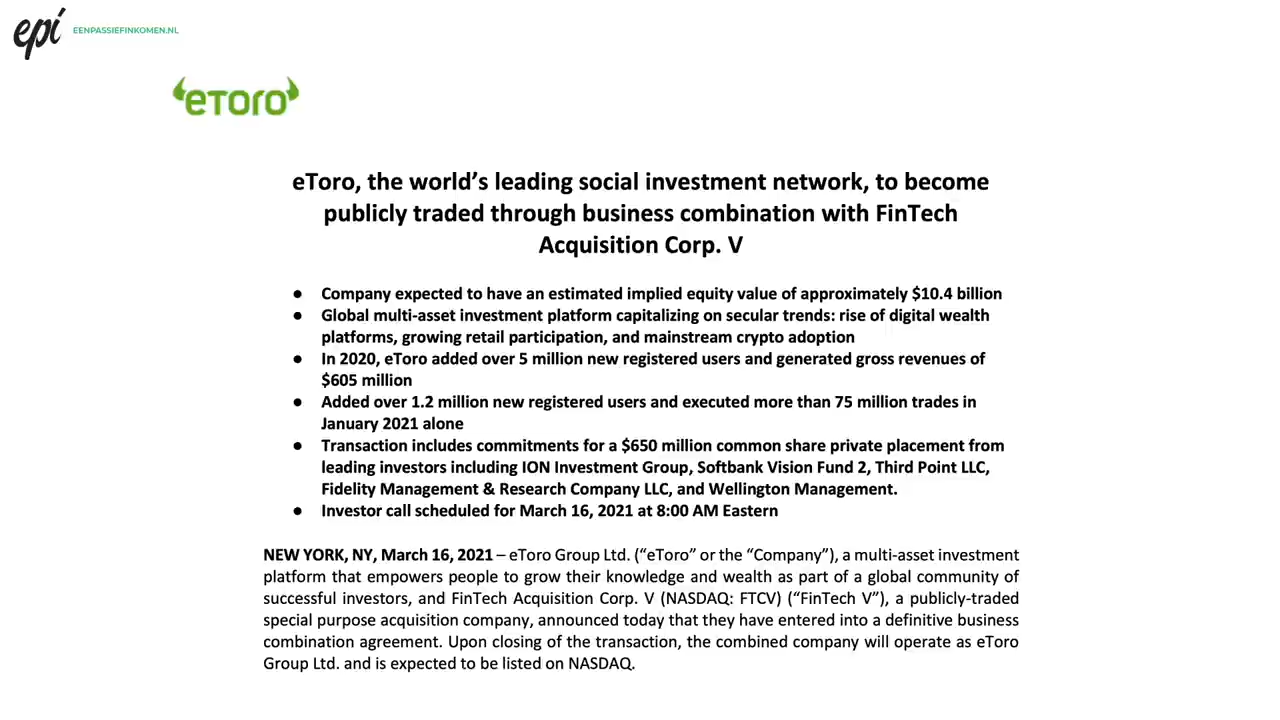 epi
EENPASSIEFINKOMEN.NL
eToro
eToro, the world’s leading social investment network, to become
publicly traded through business combination with FinTech
Acquisition Corp. V
● Company expected to have an estimated implied equity value of approximately $10.4 billion
● Global multi-asset investment platform capitalizing on secular trends: rise of digital wealth
platforms, growing retail participation, and mainstream crypto adoption
● In 2020, eToro added over 5 million new registered users and generated gross revenues of
$605 million
● Added over 1.2 million new registered users and executed more than 75 million trades in
January 2021 alone
● Transaction includes commitments for a $650 million common share private placement from
leading investors including ION Investment Group, Softbank Vision Fund 2, Third Point LLC,
Fidelity Management & Research Company LLC, and Wellington Management.
● Investor call scheduled for March 16, 2021 at 8:00 AM Eastern
NEW YORK, NY, March 16, 2021 – eToro Group Ltd. (“eToro” or the “Company”), a multi-asset investment
platform that empowers people to grow their knowledge and wealth as part of a global community of
successful investors, and FinTech Acquisition Corp. V (NASDAQ: FTCV) (“FinTech V”), a publicly-traded
special purpose acquisition company, announced today that they have entered into a definitive business
combination agreement. Upon closing of the transaction, the combined company will operate as eToro
Group Ltd. and is expected to be listed on NASDAQ.